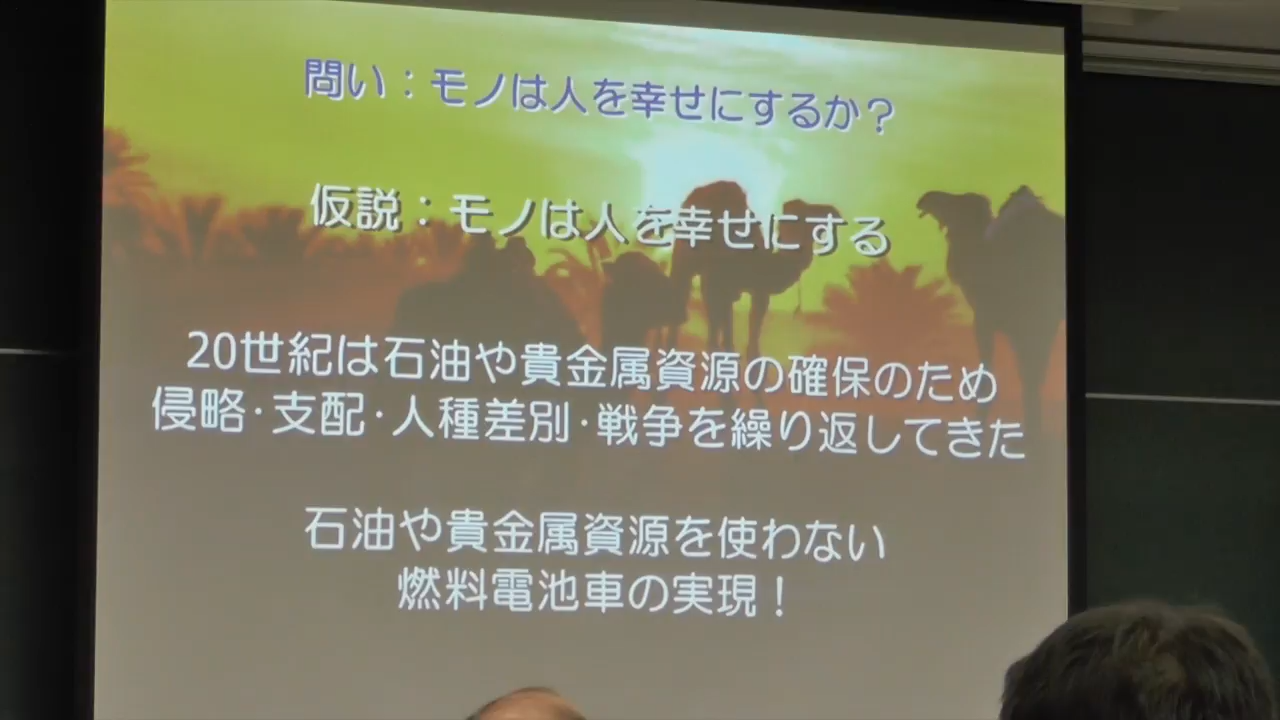 問い：モノは人を幸せにするか？
仮説：モノは人を幸せにする
20世紀は石油や貴金属資源の確保のため
侵略・支配・人種差別・戦争を繰り返してきた
石油や貴金属資源を使わない
燃料電池車の実現！